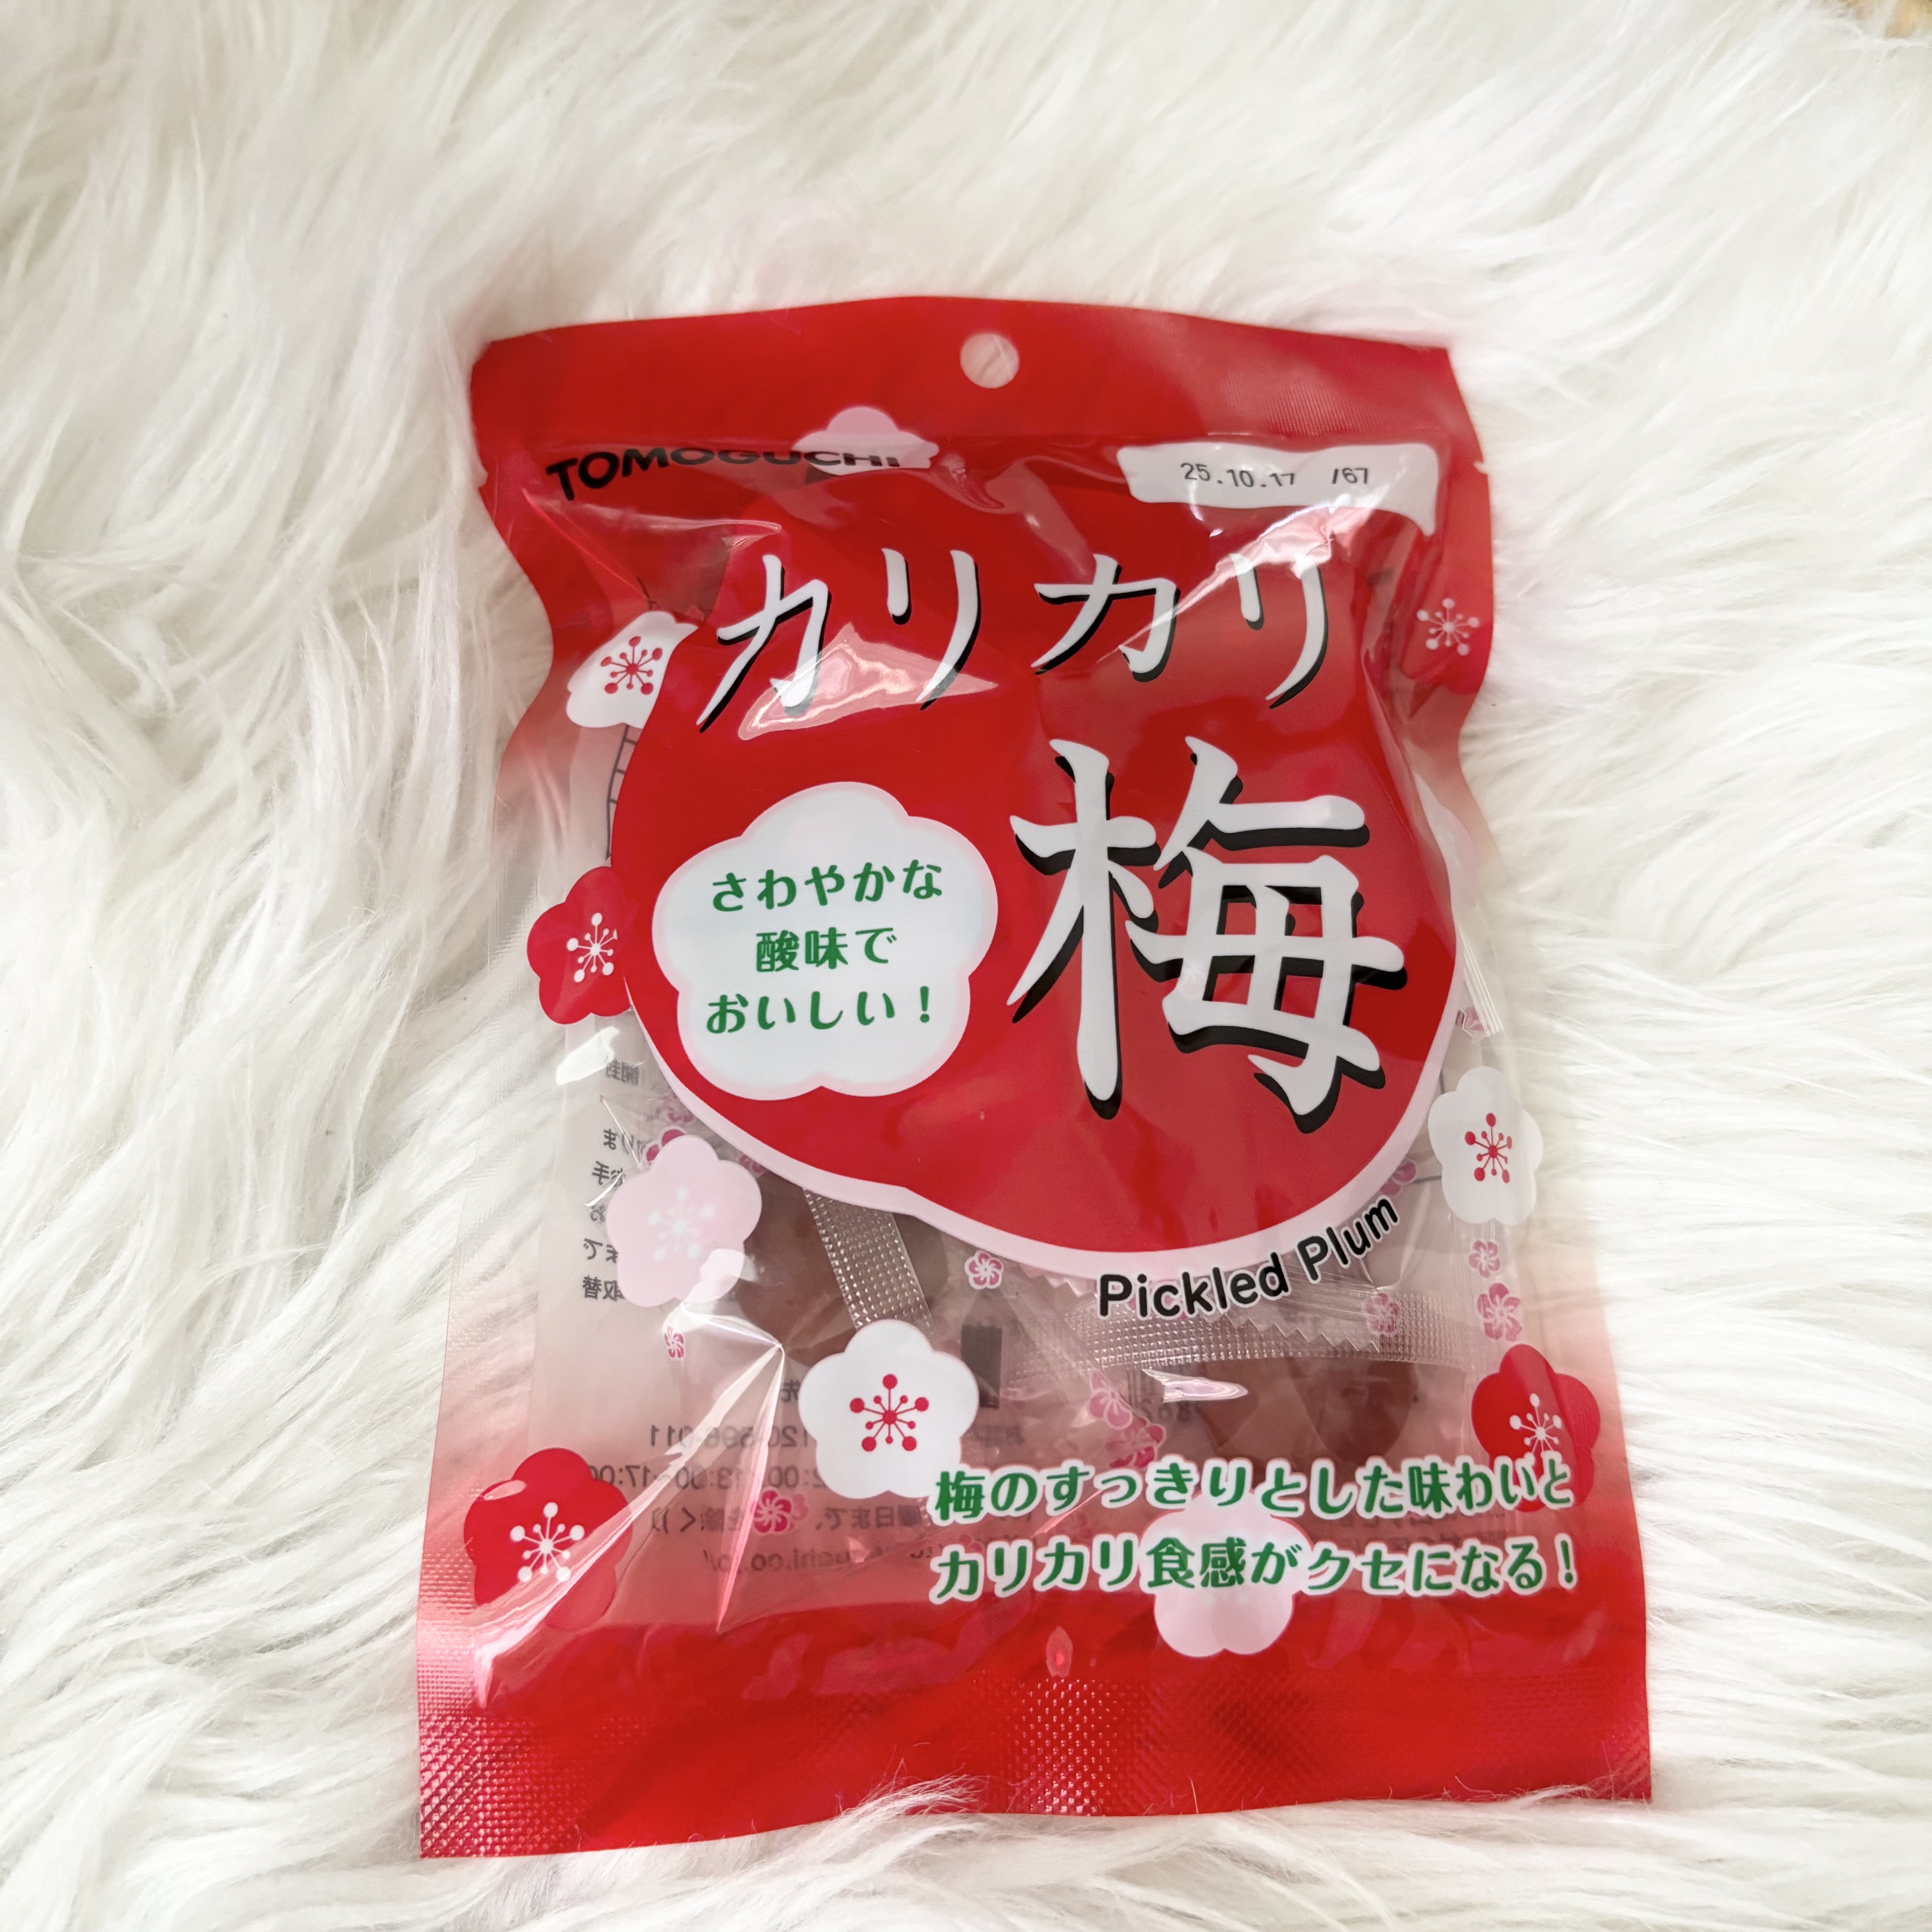 TOMOGUCHI
25.10.17 /67
カリカリ
梅
さわやかな
酸味で
おいしい!
Pickled Plum
梅のすっきりとした味わいと
カリカリ食感がクセになる!